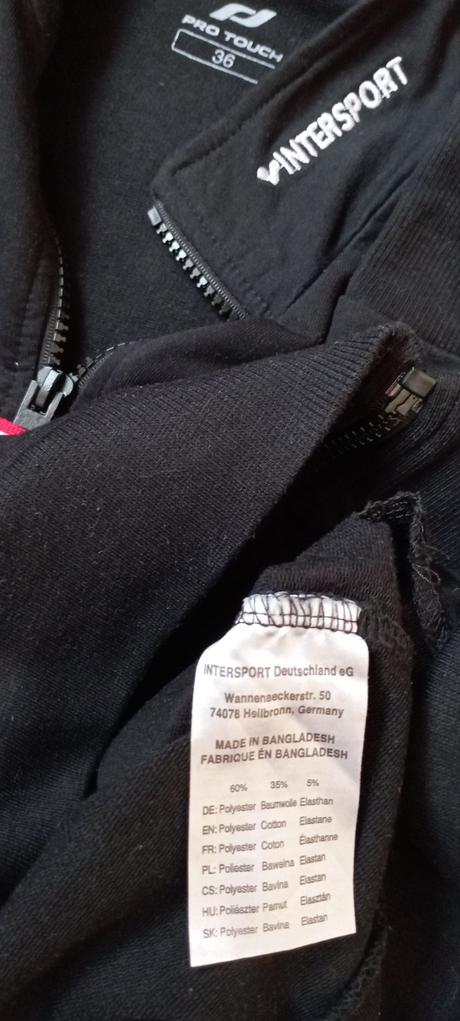 PRO TOUCH
36
INTERSPORT
INTERSPORT Deutschland eG
Wannenaeckerstr. 50
74078 Heilbronn, Germany
MADE IN BANGLADESH
FABRIQUE ÉN BANGLADESH
60% 35% 5%
DE: Polyester Baumwolle Elasthan
EN: Polyester Cotton Elastane
FR: Polyester Coton Élasthanne
PL: Poliester Bawełna Elastan
CS: Polyester Bavlna Elastan
HU: Poliészter Pamut Elasztán
SK: Polyester Bavlna Elastan